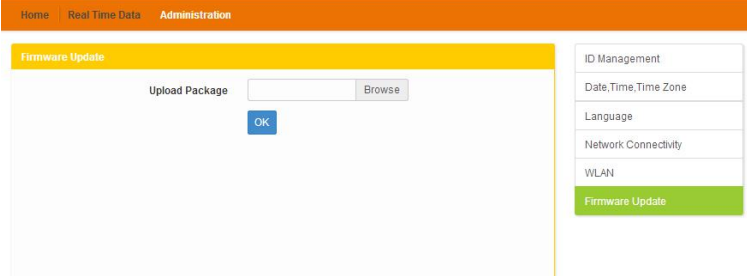 Home Real Time Data Administration
Firmware Update
Upload Package Browse
OK
ID Management
Date,Time,Time Zone
Language
Network Connectivity
WLAN
Firmware Update